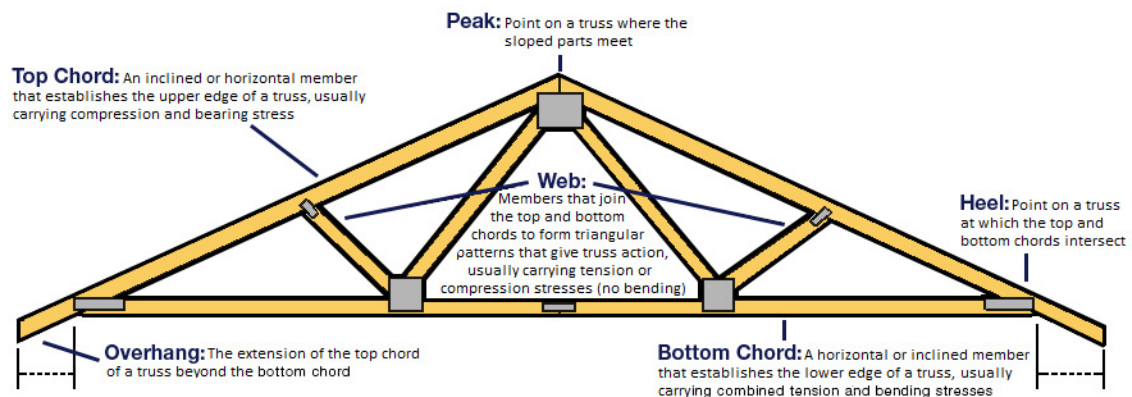 Peak: Point on a truss where the
sloped parts meet
Top Chord: An inclined or horizontal member
that establishes the upper edge of a truss, usually
carrying compression and bearing stress
Web:
Members that join
the top and bottom
chords to form triangular
patterns that give truss action,
usually carrying tension or
compression stresses (no bending)
Heel: Point on a truss
at which the top and
bottom chords intersect
Overhang: The extension of the top chord
of a truss beyond the bottom chord
Bottom Chord: A horizontal or inclined member
that establishes the lower edge of a truss, usually
carrying combined tension and bending stresses